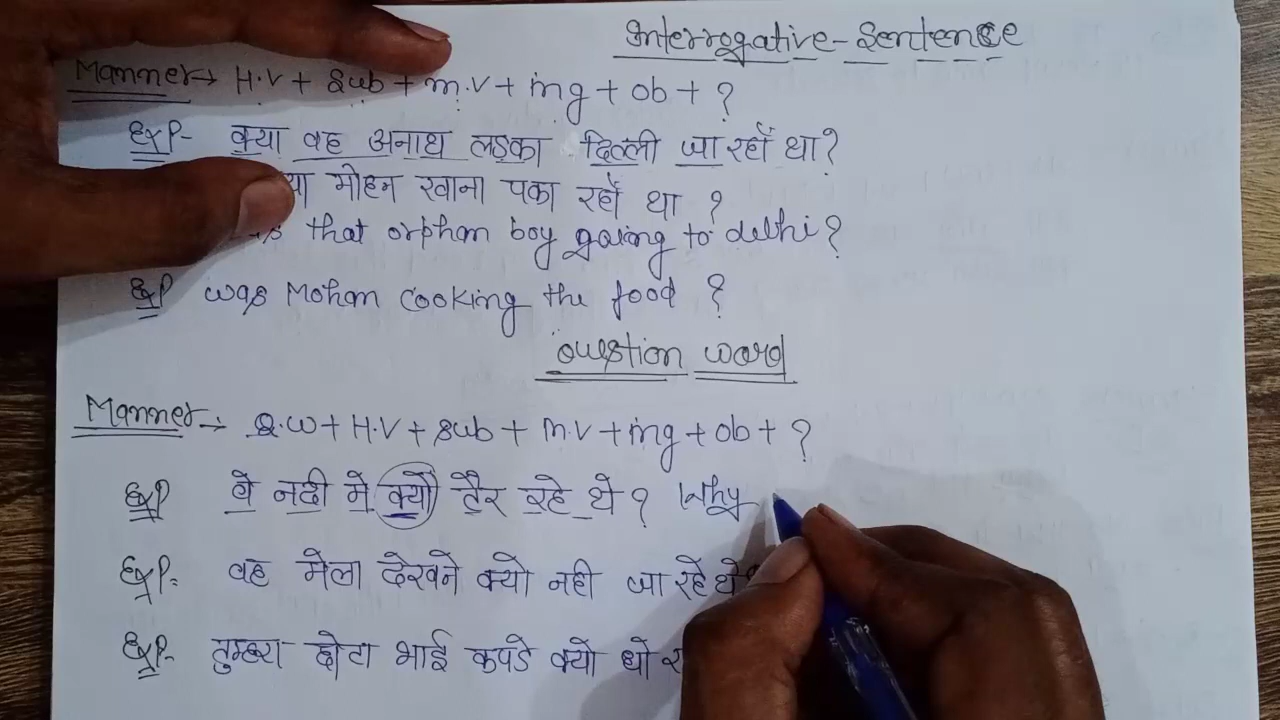 Interrogative-Sentence
Manner→ H.V + Sub + m.V + ing + ob + ?
Exp- क्या वह अनाथ लड़का दिल्ली जा रहाँ था?
मोहन खाना पका रहाँ था ?
that orphan boy going to delhi?
Exp was Mohan cooking the food ?
Question word
Manner→ Q.W + H.V + Sub + m.V + ing + ob + ?
Exp वे नदी में क्यों तैर रहे थे? Why
Exp= वह मेला देखने क्यो नही जा रहे थे
Exp- तुम्हारा छोटा भाई कपडे क्यो धो